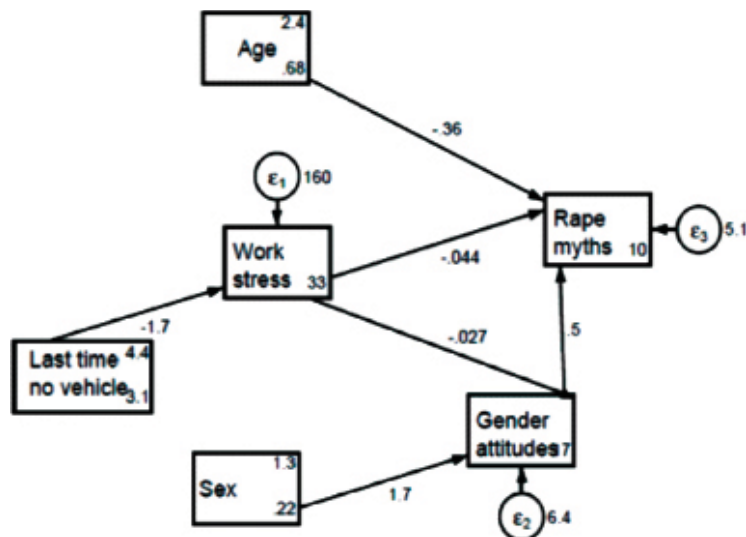 2.4
Age
.68
-.36
ε1
160
Rape
myths
10
ε3
5.1
Work
stress
33
-.044
-1.7
-.027
.5
Last time
4.4
no vehicle
3.1
Gender
attitudes
7
1.3
Sex
.22
1.7
ε2
6.4